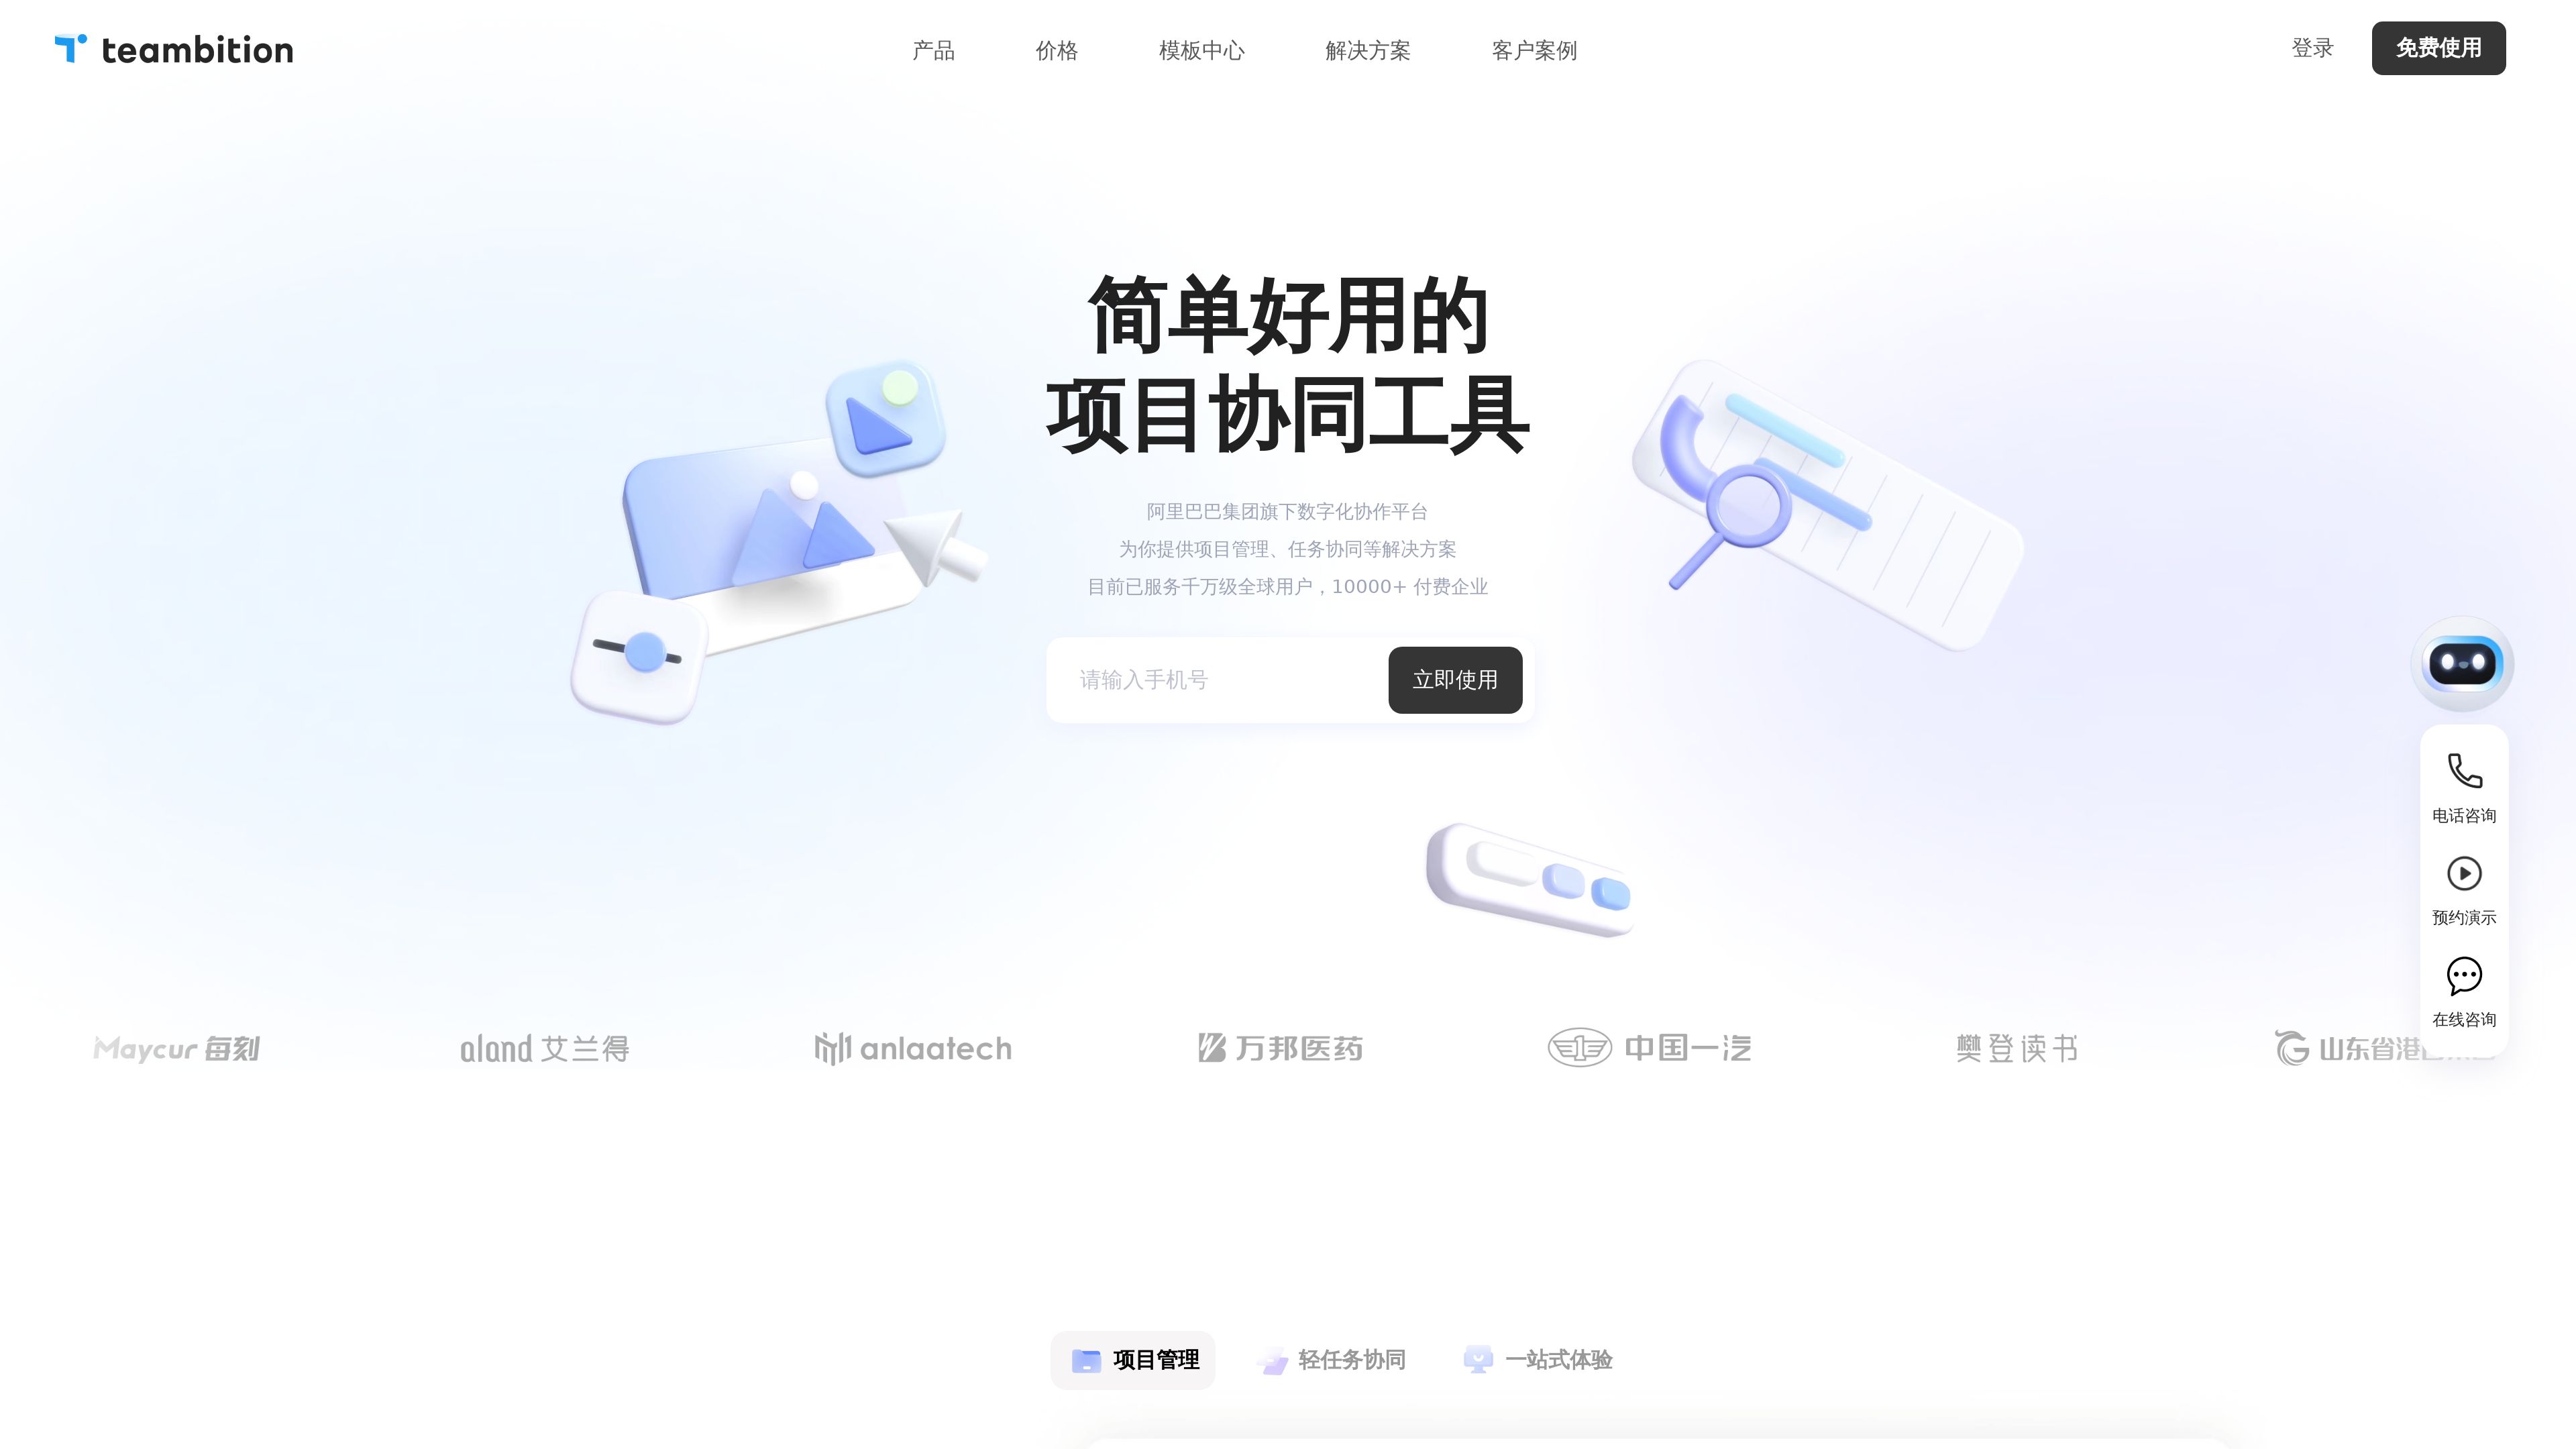 teambition
产品
价格
模板中心
解决方案
客户案例
登录
免费使用
简单好用的
项目协同工具
阿里巴巴集团旗下数字化协作平台
为你提供项目管理、任务协同等解决方案
目前已服务千万级全球用户，10000+ 付费企业
请输入手机号
立即使用
电话咨询
预约演示
在线咨询
Maycur 每刻
aland 艾兰得
anlaatech
万邦医药
中国一汽
樊登读书
山东省港
项目管理
轻任务协同
一站式体验